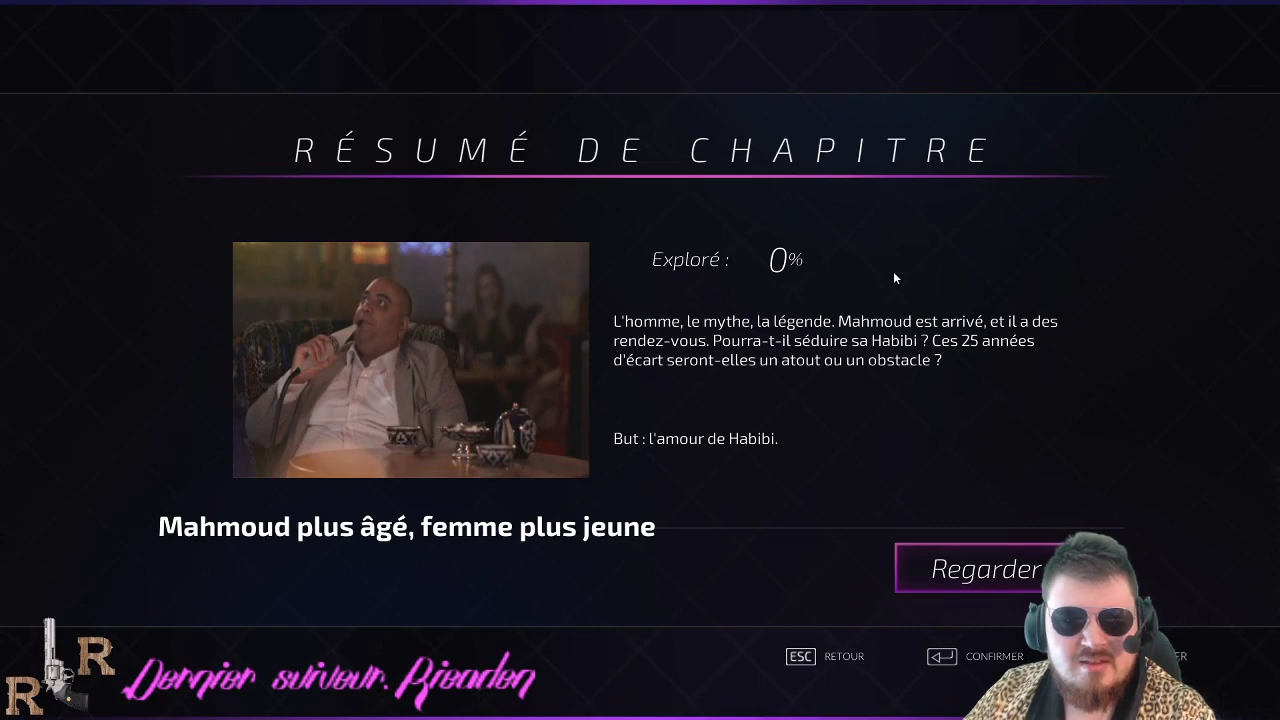 RÉSUMÉ DE CHAPITRE
Exploré : 0%
L'homme, le mythe, la légende. Mahmoud est arrivé, et il a des
rendez-vous. Pourra-t-il séduire sa Habibi ? Ces 25 années
d'écart seront-elles un atout ou un obstacle ?
But : l'amour de Habibi.
Mahmoud plus âgé, femme plus jeune
Regarder
ESC RETOUR
CONFIRMER
R
R
Dernier suiveur. Rieaden